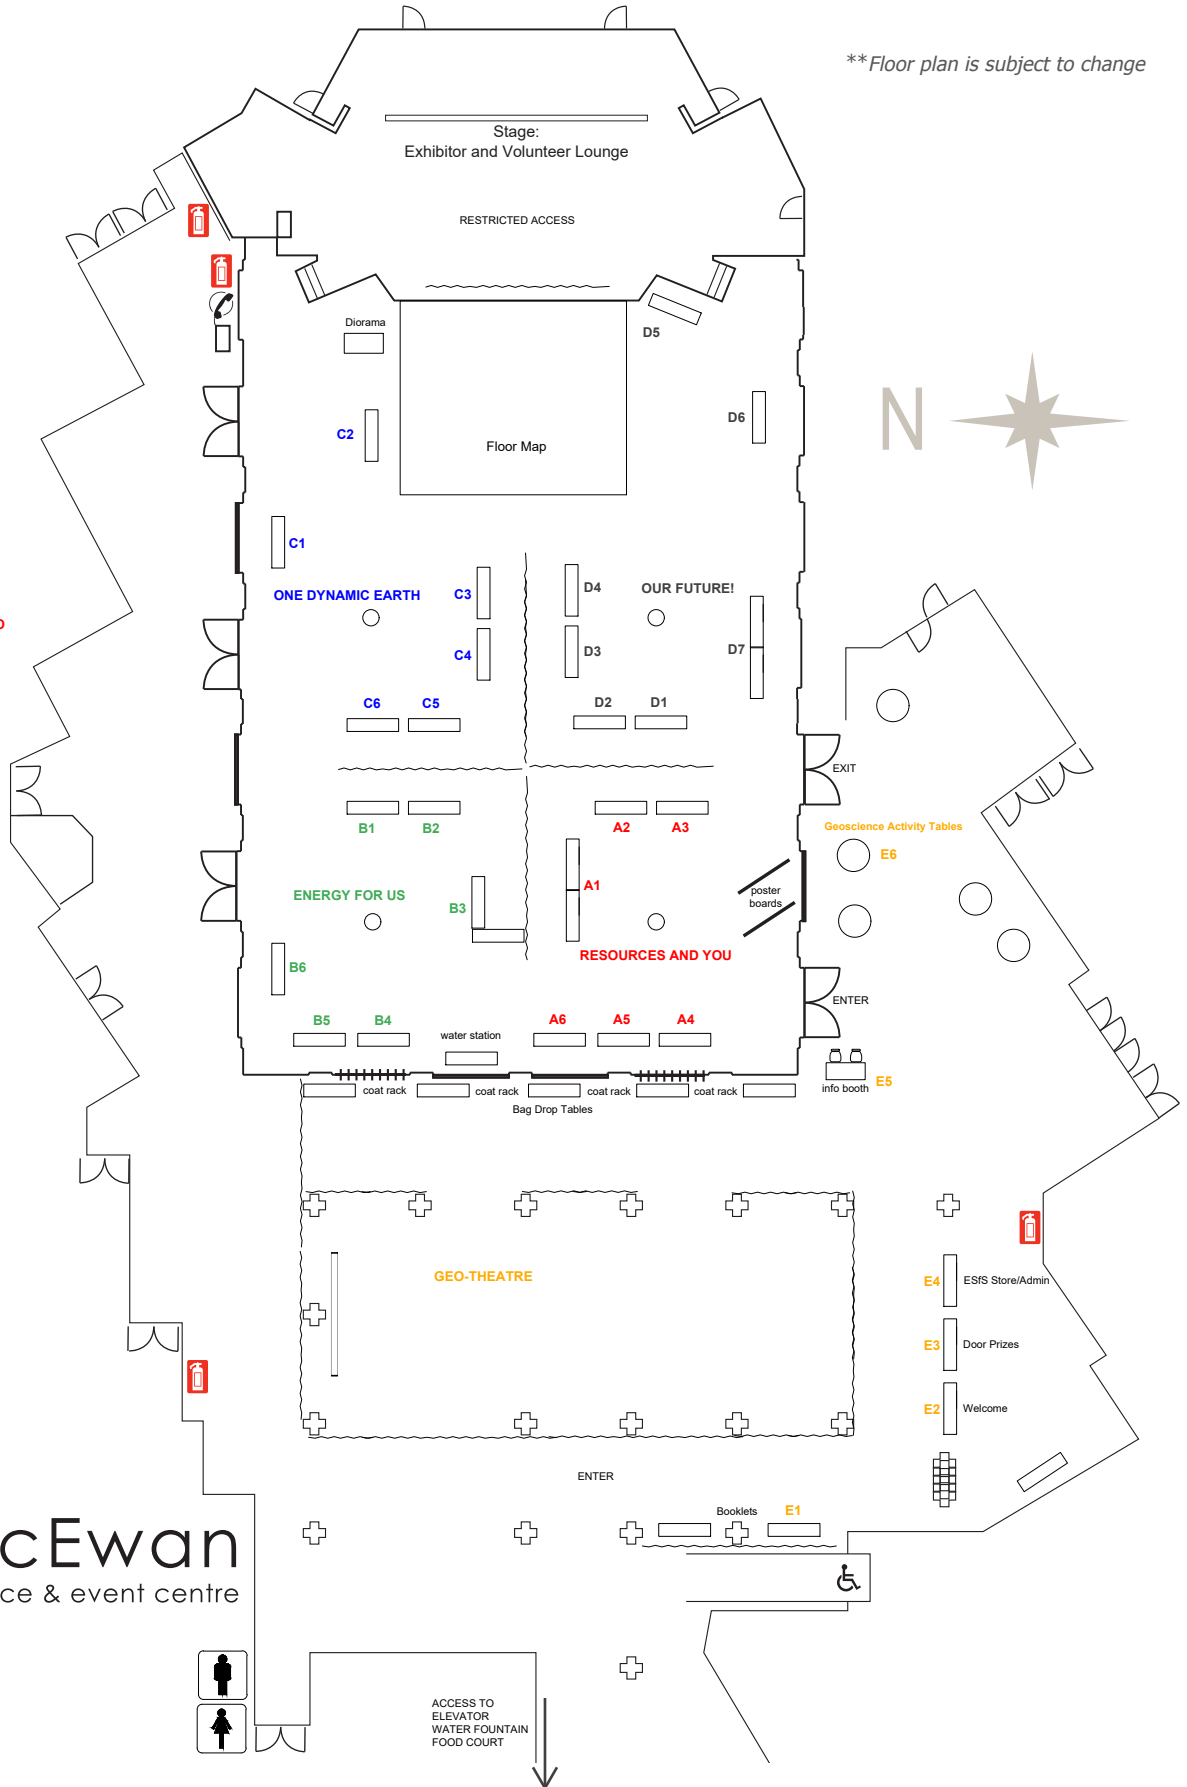 **Floor plan is subject to change
Stage:
Exhibitor and Volunteer Lounge
RESTRICTED ACCESS
Diorama
D5
N
C2
Floor Map
D6
C1
ONE DYNAMIC EARTH
C3
D4
OUR FUTURE!
C4
D3
D7
C6
C5
D2
D1
EXIT
B1
B2
A2
A3
Geoscience Activity Tables
E6
ENERGY FOR US
B3
A1
poster
boards
RESOURCES AND YOU
B6
ENTER
B5
B4
A6
A5
A4
water station
info booth
E5
coat rack
coat rack
coat rack
coat rack
Bag Drop Tables
GEO-THEATRE
E4
ESfS Store/Admin
E3
Door Prizes
E2
Welcome
ENTER
Booklets
E1
cEwan
ce & event centre
ACCESS TO
ELEVATOR
WATER FOUNTAIN
FOOD COURT